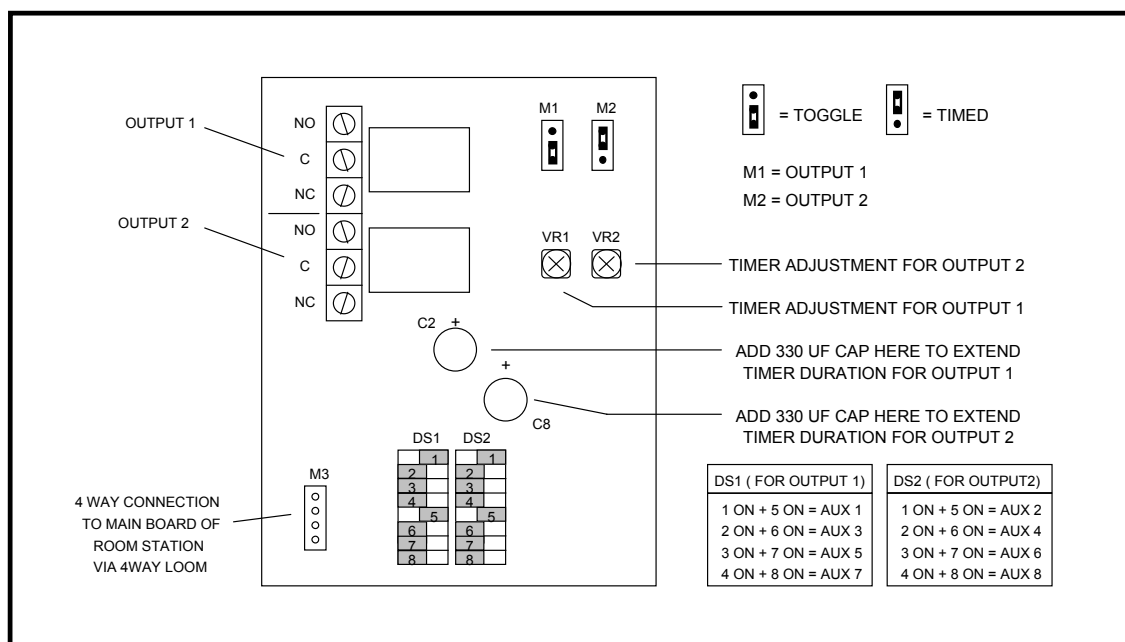 OUTPUT 1
OUTPUT 2
NO
C
NC
NO
C
NC
M1 M2
= TOGGLE = TIMED
M1 = OUTPUT 1
M2 = OUTPUT 2
VR1 VR2
TIMER ADJUSTMENT FOR OUTPUT 2
TIMER ADJUSTMENT FOR OUTPUT 1
C2 +
ADD 330 UF CAP HERE TO EXTEND
TIMER DURATION FOR OUTPUT 1
+
C8
ADD 330 UF CAP HERE TO EXTEND
TIMER DURATION FOR OUTPUT 2
DS1 DS2
1 1
2 2
3 3
4 4
5 5
6 6
7 7
8 8
M3
4 WAY CONNECTION
TO MAIN BOARD OF
ROOM STATION
VIA 4WAY LOOM
DS1 ( FOR OUTPUT 1)
1 ON + 5 ON = AUX 1
2 ON + 6 ON = AUX 3
3 ON + 7 ON = AUX 5
4 ON + 8 ON = AUX 7
DS2 ( FOR OUTPUT2)
1 ON + 5 ON = AUX 2
2 ON + 6 ON = AUX 4
3 ON + 7 ON = AUX 6
4 ON + 8 ON = AUX 8